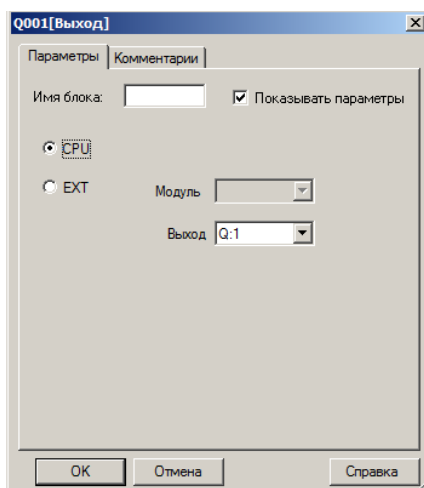 Q001[Выход]
Параметры Комментарии
Имя блока: Показывать параметры
CPU
EXT Модуль
Выход Q:1
OK Отмена Справка